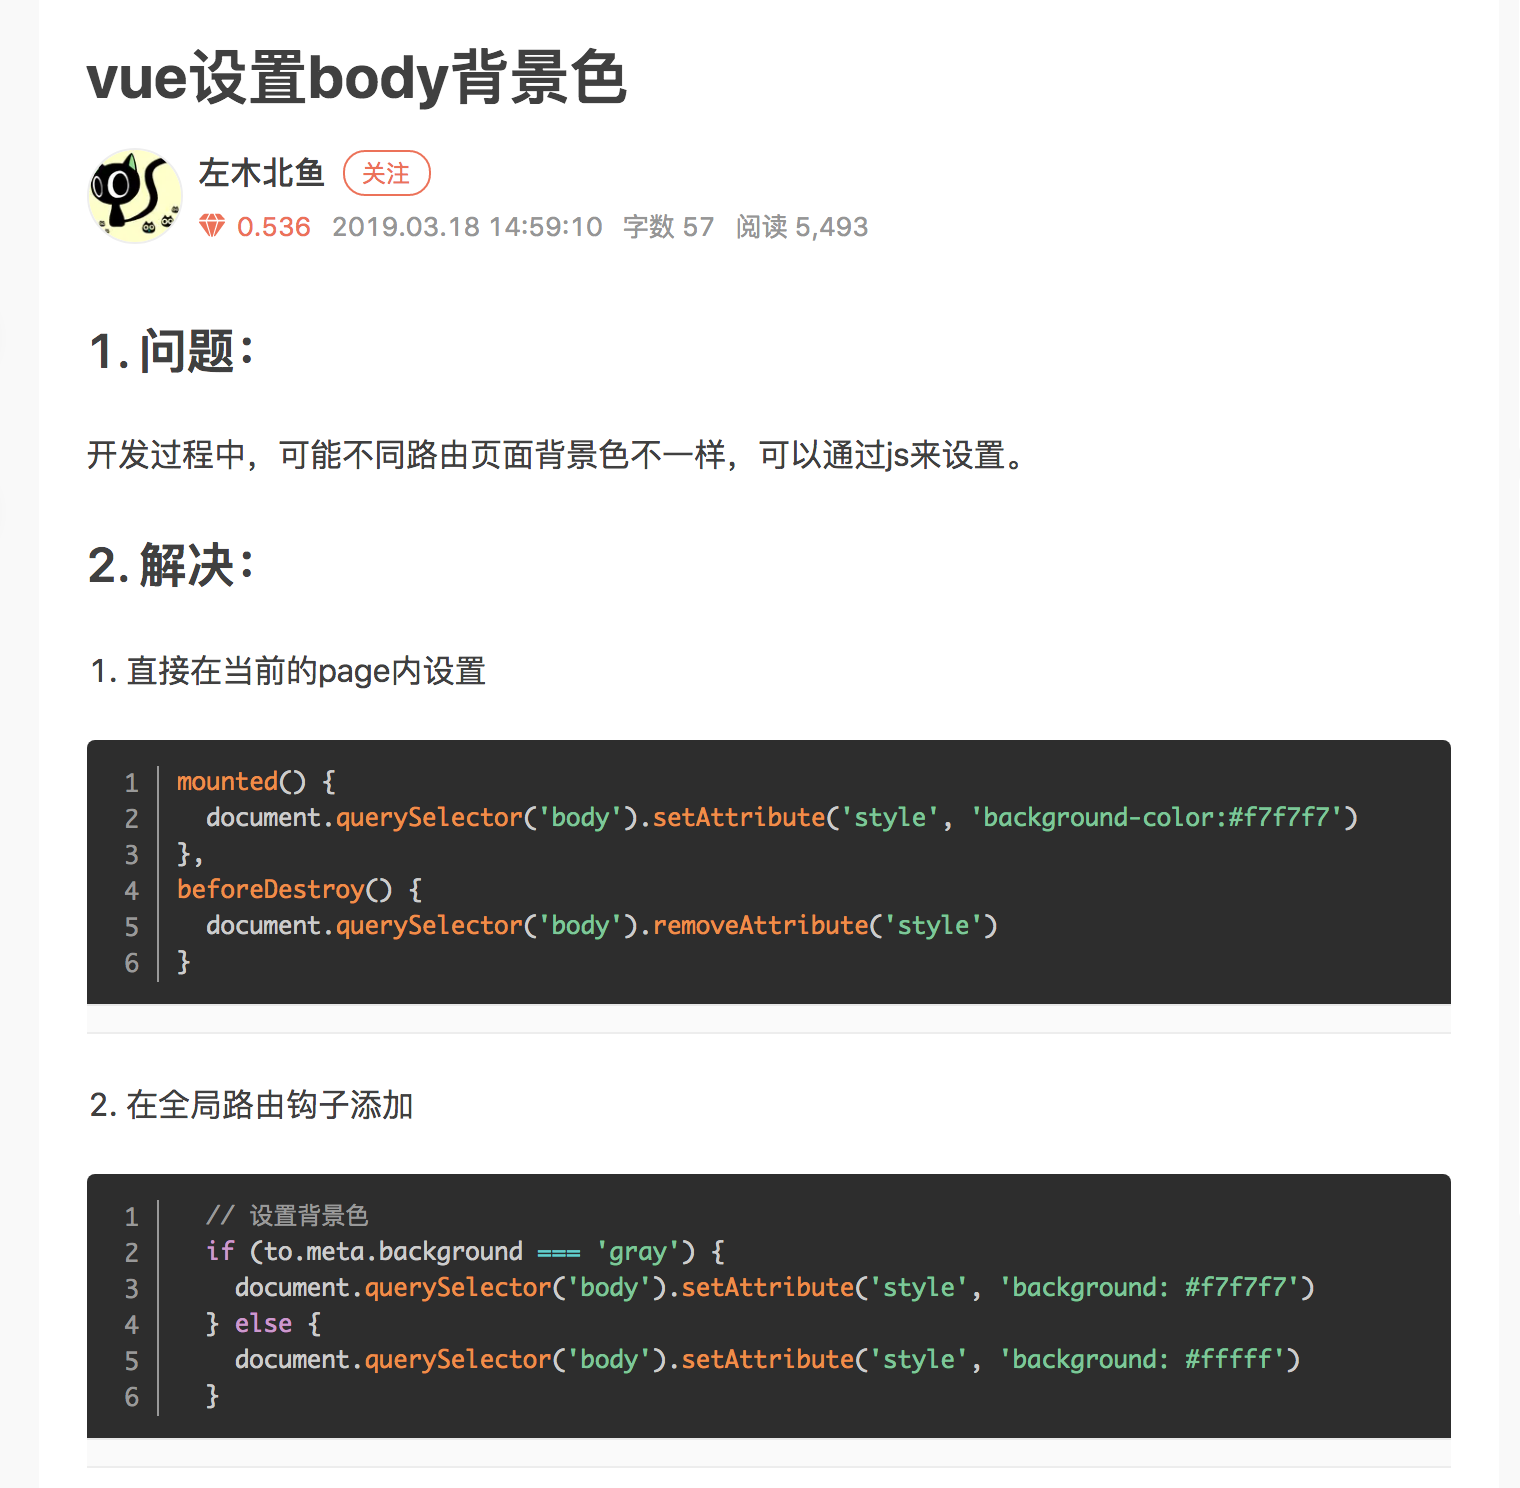 vue设置body背景色
左木北鱼 关注
0.536 2019.03.18 14:59:10 字数 57 阅读 5,493
1. 问题：
开发过程中，可能不同路由页面背景色不一样，可以通过js来设置。
2. 解决：
1. 直接在当前的page内设置
1 mounted() {
2   document.querySelector('body').setAttribute('style', 'background-color:#f7f7f7')
3 },
4 beforeDestroy() {
5   document.querySelector('body').removeAttribute('style')
6 }
2. 在全局路由钩子添加
1   // 设置背景色
2   if (to.meta.background === 'gray') {
3     document.querySelector('body').setAttribute('style', 'background: #f7f7f7')
4   } else {
5     document.querySelector('body').setAttribute('style', 'background: #fffff')
6   }